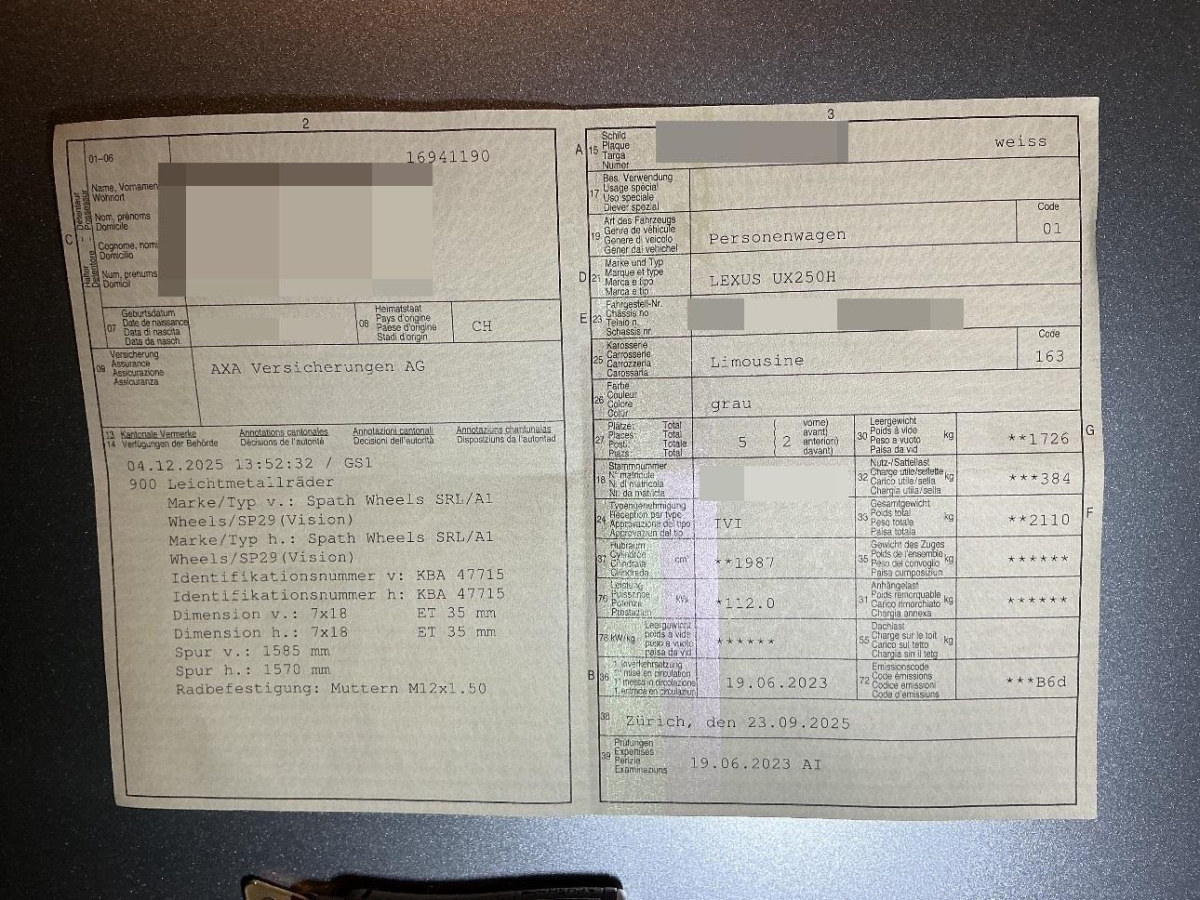 2
01-06
16941190
C
Halter Détenteur
Detentore Possessur
Name, Vornamen
Wohnort
Nom, prénoms
Domicile
Cognome, nomi
Domicilio
Num, prenums
Domicil
07
Geburtsdatum
Date de naissance
Data di nascita
Data da nasch.
08
Heimatstaat
Pays d'origine
Paese d'origine
Stadi d'origin
CH
09
Versicherung
Assurance
Assicurazione
Assicuranza
AXA Versicherungen AG
13 Kantonale Vermerke Annotations cantonales Annotazioni cantonali Annotaziuns chantunalas
14 Verfügungen der Behörde Décisions de l'autorité Decisioni dell'autorità Disposiziuns da l'autoritad
04.12.2025 13:52:32 / GS1
900 Leichtmetallräder
Marke/Typ v.: Spath Wheels SRL/A1
Wheels/SP29(Vision)
Marke/Typ h.: Spath Wheels SRL/A1
Wheels/SP29(Vision)
Identifikationsnummer v: KBA 47715
Identifikationsnummer h: KBA 47715
Dimension v.: 7x18 ET 35 mm
Dimension h.: 7x18 ET 35 mm
Spur v.: 1585 mm
Spur h.: 1570 mm
Radbefestigung: Muttern M12x1.50
3
A 15
Schild
Plaque
Targa
Numer
weiss
17
Bes. Verwendung
Usage spécial
Uso speciale
Diever spezial
19
Art des Fahrzeugs
Genre de véhicule
Genere di veicolo
Gener dal vehichel
Personenwagen
Code
01
D 21
Marke und Typ
Marque et type
Marca e tipo
Marca e tip
LEXUS UX250H
E 23
Fahrgestell-Nr.
Châssis no
Telaio n.
Schassis nr.
25
Karosserie
Carrosserie
Carrozzeria
Carossaria
Limousine
Code
163
26
Farbe
Couleur
Colore
Colur
grau
27
Plätze: Total
Places: Total
Posti: Totale
Plazs: Total
5
2
vorne)
avant)
anteriori)
davant)
30
Leergewicht
Poids à vide
Peso a vuoto
Paisa da vid
kg
**1726
G
18
Stammnummer
N° matricule
N. di matricola
Nr. da matricla
32
Nutz-/Sattellast
Charge utile/sellette
Carico utile/sella
Chargia utila/sella
kg
***384
24
Typengenehmigung
Réception par type
Approvazione del tipo
Approvaziun dal tip
IVI
33
Gesamtgewicht
Poids total
Peso totale
Paisa totala
kg
**2110
F
37
Hubraum
Cylindrée
Cilindrata
Cilindrada
cm³
**1987
35
Gewicht des Zuges
Poids de l'ensemble
Peso del convoglio
Paisa cumposiziun
kg
******
76
Leistung
Puissance
Potenza
Prestaziun
kW
*112.0
31
Anhängelast
Poids remorquable
Carico rimorchiato
Chargia annexa
kg
******
78 kW/kg
Leergewicht
poids à vide
peso a vuoto
paisa da vid
******
55
Dachlast
Charge sur le toit
Carico sul tetto
Chargia sin il tetg
kg
B 36
1. Inverkehrsetzung
1re mise en circulation
1a messa in circolazione
1. entrada en circulaziun
19.06.2023
72
Emissionscode
Code émissions
Codice emissioni
Code d'emissiuns
***B6d
38
Zürich, den 23.09.2025
39
Prüfungen
Expertises
Perizie
Examinaziuns
19.06.2023 AI